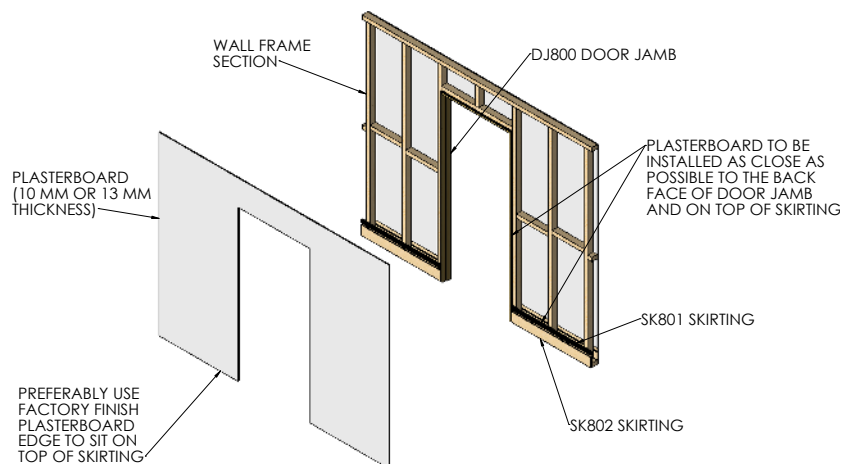 WALL FRAME
SECTION
DJ800 DOOR JAMB
PLASTERBOARD TO BE
INSTALLED AS CLOSE AS
POSSIBLE TO THE BACK
FACE OF DOOR JAMB
AND ON TOP OF SKIRTING
PLASTERBOARD
(10 MM OR 13 MM
THICKNESS)
SK801 SKIRTING
PREFERABLY USE
FACTORY FINISH
PLASTERBOARD
EDGE TO SIT ON
TOP OF SKIRTING
SK802 SKIRTING